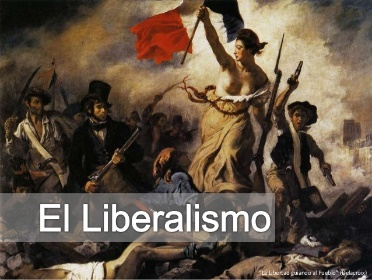 El Liberalismo
"La Libertad guiando al Pueblo" (Delacroix)